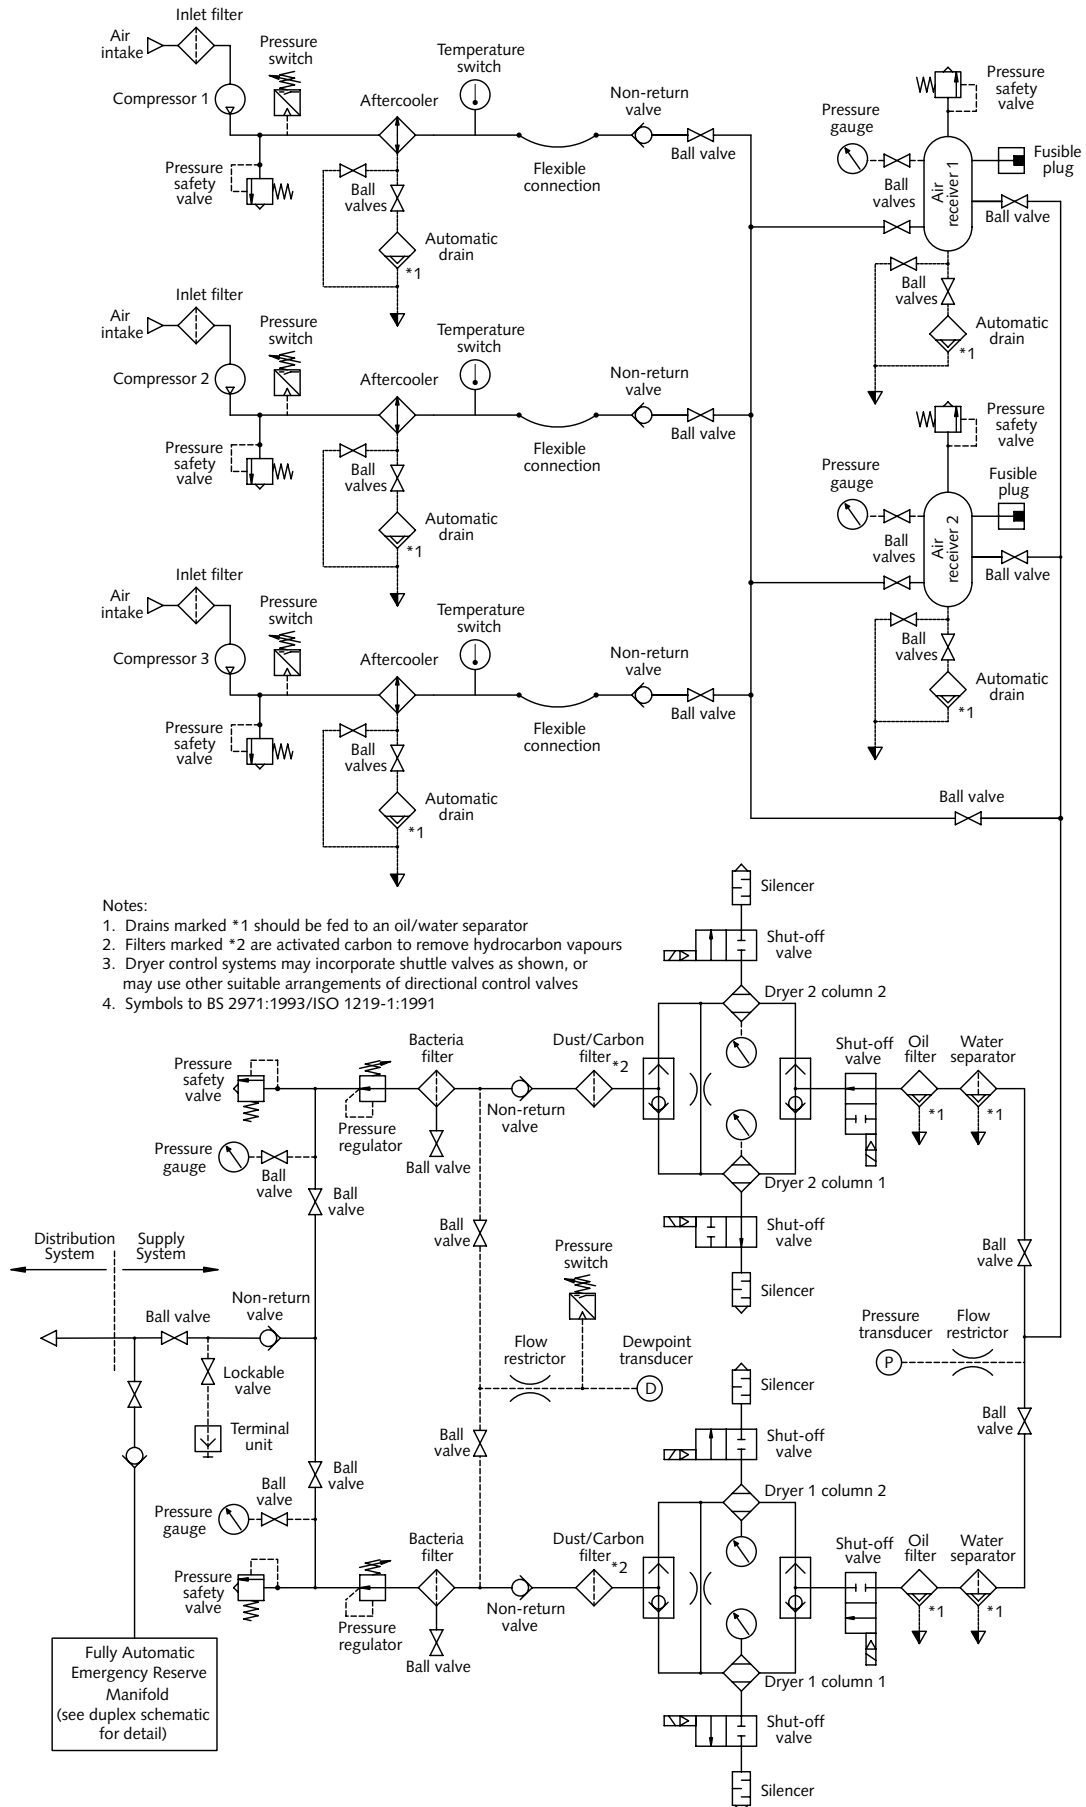 Inlet filter
Air
intake
Pressure
switch
Compressor 1
Aftercooler
Temperature
switch
Non-return
valve
Ball valve
Flexible
connection
Pressure
safety
valve
Ball
valves
Automatic
drain
*1
Pressure
safety
valve
Pressure
gauge
Fusible
plug
Ball
valves
Air
receiver 1
Ball valve
Ball
valves
Automatic
drain
*1
Inlet filter
Air
intake
Pressure
switch
Compressor 2
Aftercooler
Temperature
switch
Non-return
valve
Ball valve
Flexible
connection
Pressure
safety
valve
Ball
valves
Automatic
drain
*1
Pressure
safety
valve
Pressure
gauge
Fusible
plug
Ball
valves
Air
receiver 2
Ball valve
Ball
valves
Automatic
drain
*1
Inlet filter
Air
intake
Pressure
switch
Compressor 3
Aftercooler
Temperature
switch
Non-return
valve
Ball valve
Flexible
connection
Pressure
safety
valve
Ball
valves
Automatic
drain
*1
Ball valve
Notes:
1. Drains marked *1 should be fed to an oil/water separator
2. Filters marked *2 are activated carbon to remove hydrocarbon vapours
3. Dryer control systems may incorporate shuttle valves as shown, or
may use other suitable arrangements of directional control valves
4. Symbols to BS 2971:1993/ISO 1219-1:1991
Silencer
Shut-off
valve
Dryer 2 column 2
Pressure
safety
valve
Bacteria
filter
Dust/Carbon
filter
*2
Shut-off
valve
Oil
filter
Water
separator
*1
*1
Pressure
regulator
Non-return
valve
Ball valve
Pressure
gauge
Ball
valve
Ball
valve
Dryer 2 column 1
Shut-off
valve
Silencer
Ball
valve
Ball
valve
Distribution
System
Supply
System
Pressure
switch
Ball valve
Non-return
valve
Lockable
valve
Terminal
unit
Flow
restrictor
Dewpoint
transducer
D
Pressure
transducer
P
Flow
restrictor
Silencer
Ball
valve
Ball
valve
Shut-off
valve
Ball
valve
Pressure
gauge
Ball
valve
Dryer 1 column 2
Pressure
safety
valve
Bacteria
filter
Dust/Carbon
filter
*2
Shut-off
valve
Oil
filter
Water
separator
*1
*1
Pressure
regulator
Non-return
valve
Ball valve
Dryer 1 column 1
Shut-off
valve
Silencer
Fully Automatic
Emergency Reserve
Manifold
(see duplex schematic
for detail)